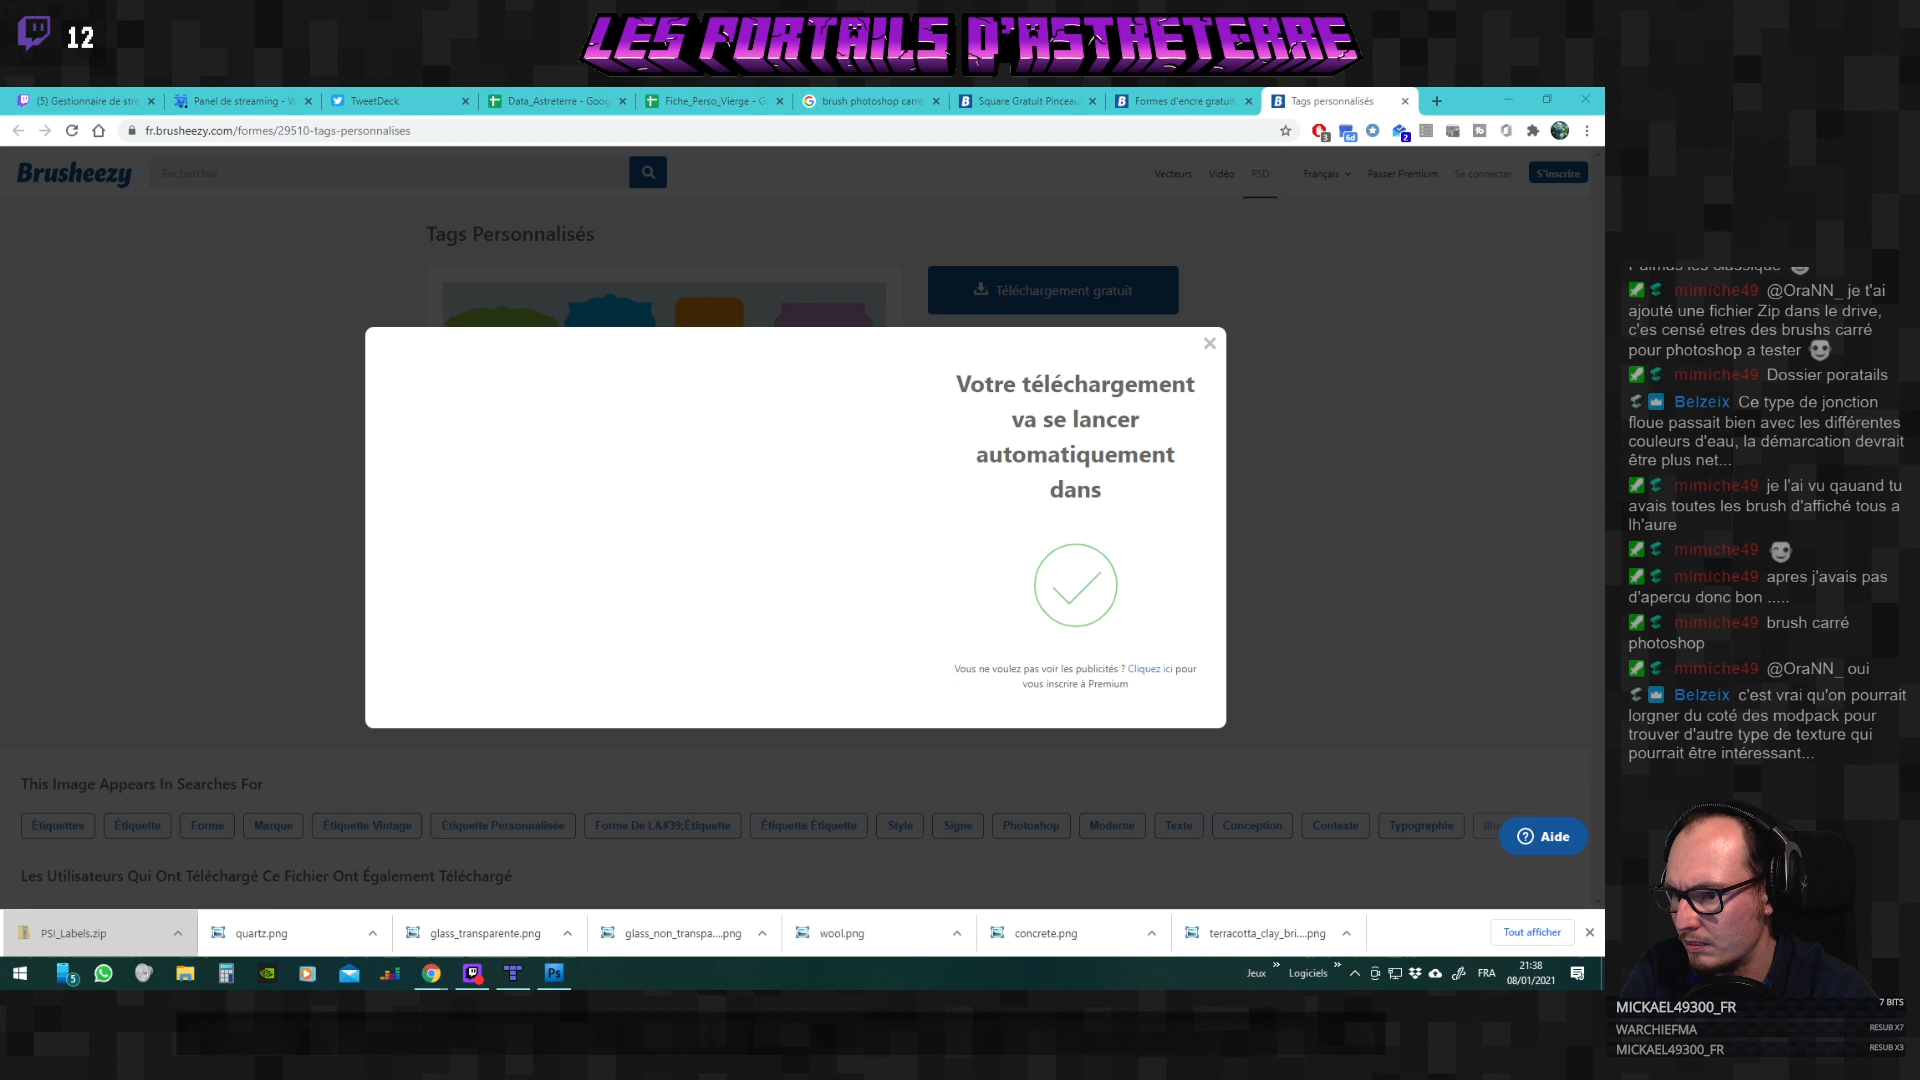 12
LES PORTAILS D'ASTRETERRE
(5) Gestionnaire de stre
Panel de streaming - W
TweetDeck
Data_Astreterre - Goog
Fiche_Perso_Vierge - G
brush photoshop carré
Square Gratuit Pinceau
Formes d'encre gratuit
Tags personnalisés
fr.brusheezy.com/formes/29510-tags-personnalises
Brusheezy
Rechercher
Vecteurs
Vidéo
PSD
Français
Passer Premium
Se connecter
S'inscrire
Tags Personnalisés
Téléchargement gratuit
Votre téléchargement
va se lancer
automatiquement
dans
Vous ne voulez pas voir les publicités ? Cliquez ici pour
vous inscrire à Premium
This Image Appears In Searches For
Étiquettes
Étiquette
Forme
Marque
Étiquette Vintage
Étiquette Personnalisée
Forme De L&#39;Étiquette
Étiquette Étiquette
Style
Signe
Photoshop
Moderne
Texte
Conception
Contexte
Typographie
Aide
Les Utilisateurs Qui Ont Téléchargé Ce Fichier Ont Également Téléchargé
PSI_Labels.zip
quartz.png
glass_transparente.png
glass_non_transpa....png
wool.png
concrete.png
terracotta_clay_bri....png
Tout afficher
Jeux
Logiciels
FRA
21:38
08/01/2021
mimiche49 @OraNN_ je t'ai
ajouté une fichier Zip dans le drive,
c'es censé etres des brushs carré
pour photoshop a tester
mimiche49 Dossier poratails
Belzeix Ce type de jonction
floue passait bien avec les différentes
couleurs d'eau, la démarcation devrait
être plus net...
mimiche49 je l'ai vu qauand tu
avais toutes les brush d'affiché tous a
lh'aure
mimiche49
mimiche49 apres j'avais pas
d'apercu donc bon .....
mimiche49 brush carré
photoshop
mimiche49 @OraNN_ oui
Belzeix c'est vrai qu'on pourrait
lorgner du coté des modpack pour
trouver d'autre type de texture qui
pourrait être intéressant...
MICKAEL49300_FR 7 BITS
WARCHIEFMA RESUB X7
MICKAEL49300_FR RESUB X3